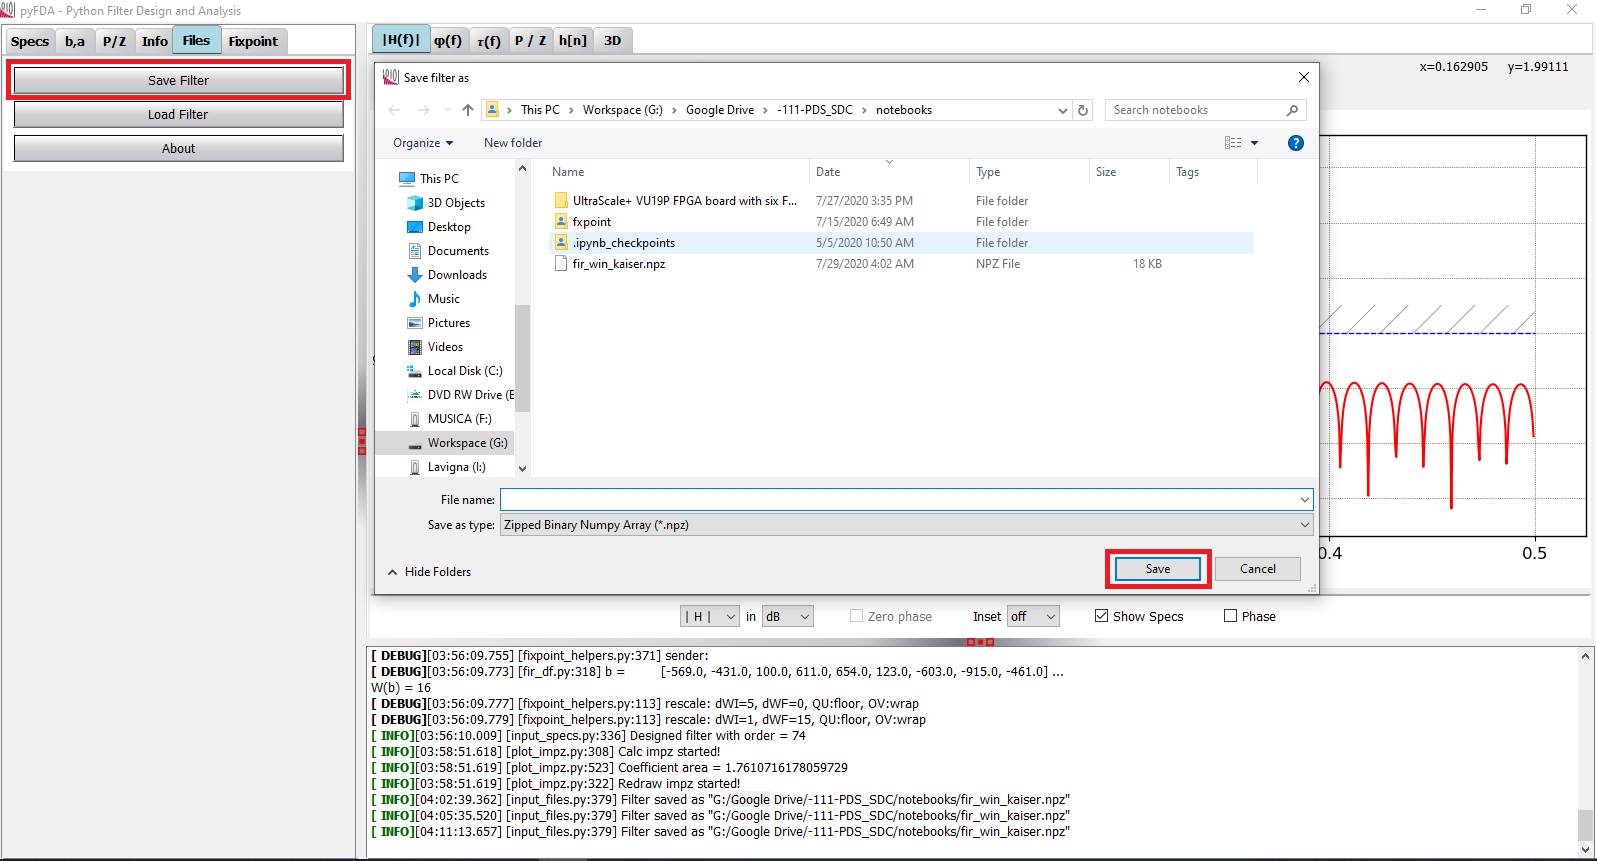 pyFDA - Python Filter Design and Analysis
Specs b,a P/Z Info Files Fixpoint
Save Filter
Load Filter
About
|H(f)| φ(f) τ(f) P / Z h[n] 3D
x=0.162905 y=1.99111
Save filter as
This PC > Workspace (G:) > Google Drive > -111-PDS_SDC > notebooks
Search notebooks
Organize New folder
This PC
3D Objects
Desktop
Documents
Downloads
Music
Pictures
Videos
Local Disk (C:)
DVD RW Drive (E
MUSICA (F:)
Workspace (G:)
Lavigna (I:)
Name Date Type Size Tags
UltraScale+ VU19P FPGA board with six F... 7/27/2020 3:35 PM File folder
fxpoint 7/15/2020 6:49 AM File folder
.ipynb_checkpoints 5/5/2020 10:50 AM File folder
fir_win_kaiser.npz 7/29/2020 4:02 AM NPZ File 18 KB
File name:
Save as type: Zipped Binary Numpy Array (*.npz)
Hide Folders
Save Cancel
0.4 0.5
| H | in dB Zero phase Inset off Show Specs Phase
[ DEBUG][03:56:09.755] [fixpoint_helpers.py:371] sender:
[ DEBUG][03:56:09.773] [fir_df.py:318] b = [-569.0, -431.0, 100.0, 611.0, 654.0, 123.0, -603.0, -915.0, -461.0] ...
W(b) = 16
[ DEBUG][03:56:09.777] [fixpoint_helpers.py:113] rescale: dWI=5, dWF=0, QU:floor, OV:wrap
[ DEBUG][03:56:09.779] [fixpoint_helpers.py:113] rescale: dWI=1, dWF=15, QU:floor, OV:wrap
[ INFO][03:56:10.009] [input_specs.py:336] Designed filter with order = 74
[ INFO][03:58:51.618] [plot_impz.py:308] Calc impz started!
[ INFO][03:58:51.619] [plot_impz.py:523] Coefficient area = 1.7610716178059729
[ INFO][03:58:51.619] [plot_impz.py:322] Redraw impz started!
[ INFO][04:02:39.362] [input_files.py:379] Filter saved as "G:/Google Drive/-111-PDS_SDC/notebooks/fir_win_kaiser.npz"
[ INFO][04:05:35.520] [input_files.py:379] Filter saved as "G:/Google Drive/-111-PDS_SDC/notebooks/fir_win_kaiser.npz"
[ INFO][04:11:13.657] [input_files.py:379] Filter saved as "G:/Google Drive/-111-PDS_SDC/notebooks/fir_win_kaiser.npz"